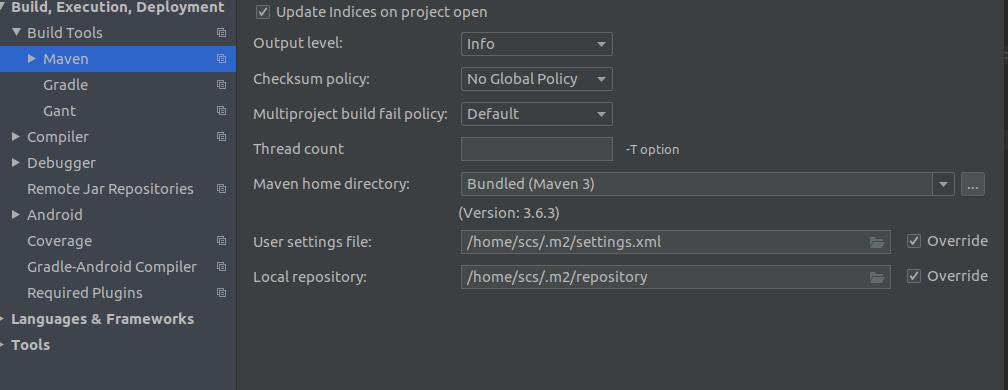 Build, Execution, Deployment
Build Tools
Maven
Gradle
Gant
Compiler
Debugger
Remote Jar Repositories
Android
Coverage
Gradle-Android Compiler
Required Plugins
Languages & Frameworks
Tools
Update Indices on project open
Output level: Info
Checksum policy: No Global Policy
Multiproject build fail policy: Default
Thread count -T option
Maven home directory: Bundled (Maven 3) ...
(Version: 3.6.3)
User settings file: /home/scs/.m2/settings.xml Override
Local repository: /home/scs/.m2/repository Override